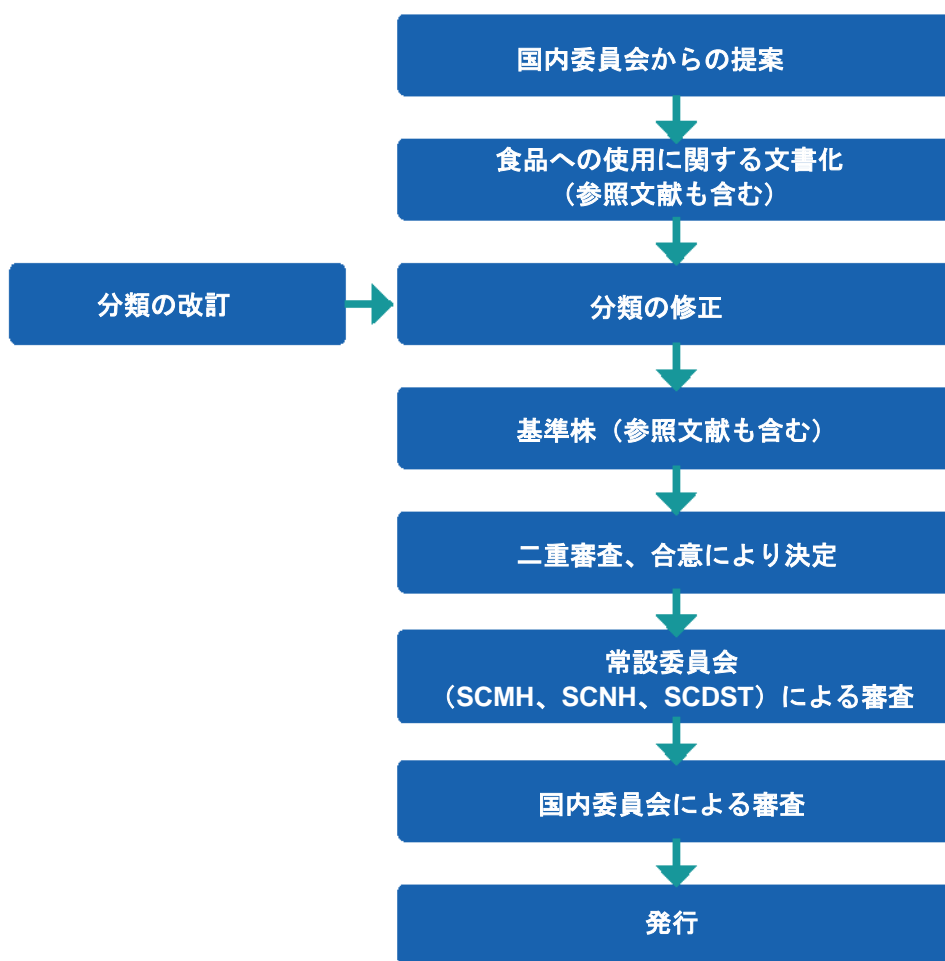 国内委員会からの提案
食品への使用に関する文書化
（参照文献も含む）
分類の改訂
分類の修正
基準株（参照文献も含む）
二重審査、合意により決定
常設委員会
（SCMH、SCNH、SCDST）による審査
国内委員会による審査
発行